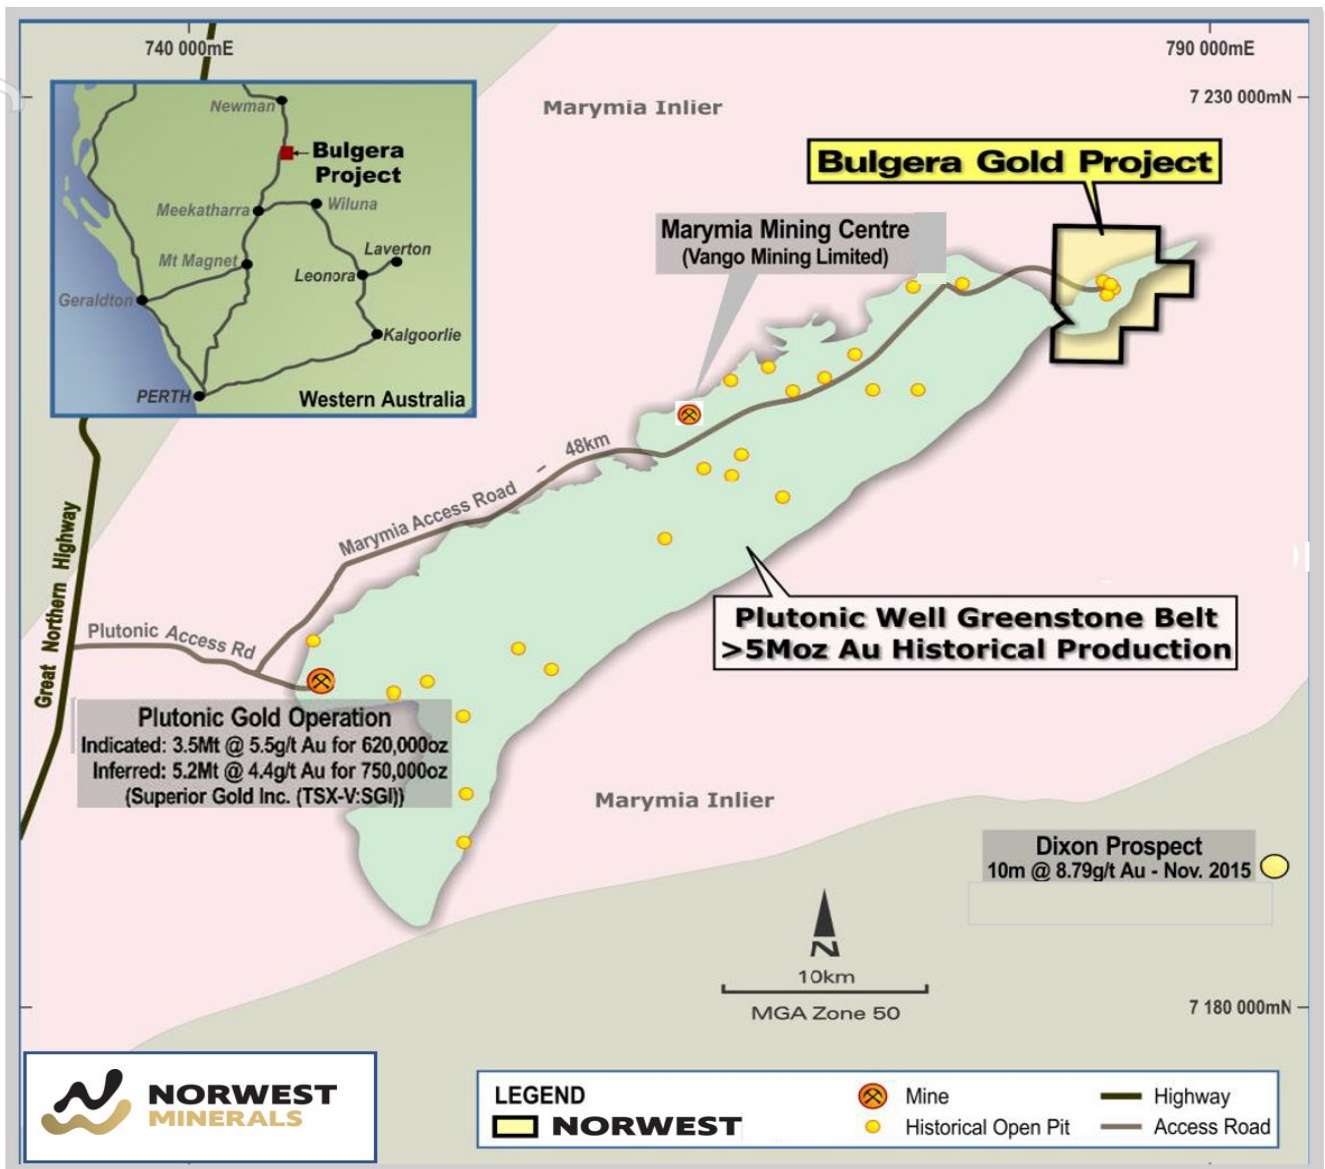 740 000mE
790 000mE
7 230 000mN
Marymia Inlier
Newman
Bulgera
Project
Meekatharra
Wiluna
Mt Magnet
Laverton
Leonora
Geraldton
Kalgoorlie
PERTH
Western Australia
Bulgera Gold Project
Marymia Mining Centre
(Vango Mining Limited)
Marymia Access Road – 48km
Great Northern Highway
Plutonic Access Rd
Plutonic Well Greenstone Belt
>5Moz Au Historical Production
Plutonic Gold Operation
Indicated: 3.5Mt @ 5.5g/t Au for 620,000oz
Inferred: 5.2Mt @ 4.4g/t Au for 750,000oz
(Superior Gold Inc. (TSX-V:SGI))
Marymia Inlier
Dixon Prospect
10m @ 8.79g/t Au - Nov. 2015
N
10km
MGA Zone 50
7 180 000mN
NORWEST
MINERALS
LEGEND
NORWEST
Mine
Historical Open Pit
Highway
Access Road